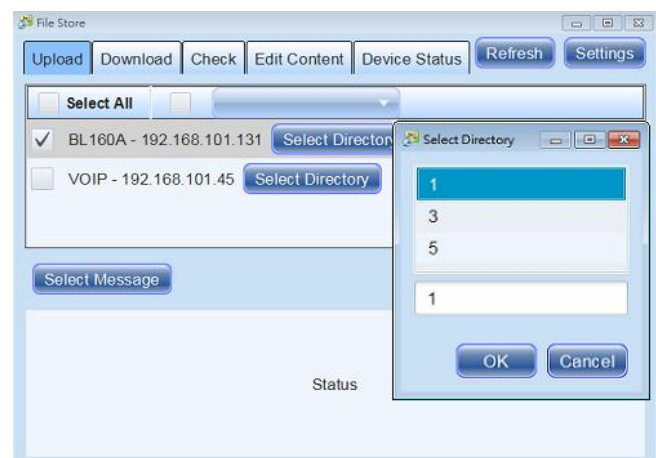 File Store
Upload Download Check Edit Content Device Status Refresh Settings
Select All
BL160A - 192.168.101.131 Select Director
VOIP - 192.168.101.45 Select Directory
Select Message
Status
Select Directory
1
3
5
1
OK Cancel